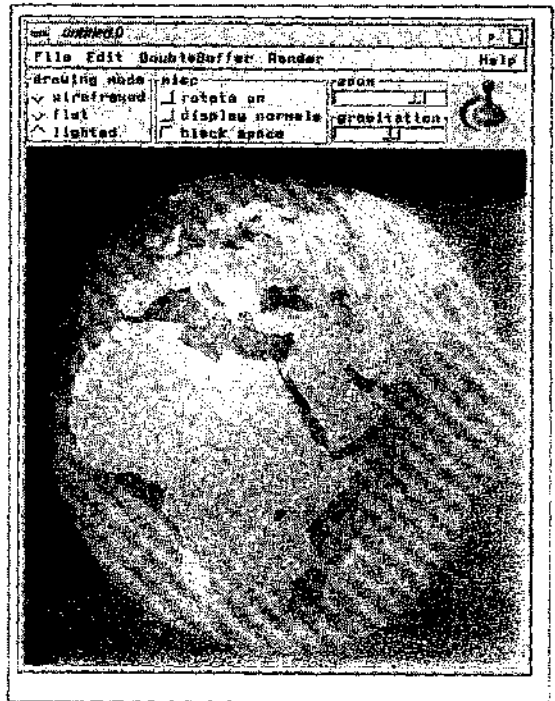 untitled.0
File Edit DoubleBuffer Render Help
drawing mode misc zoom
wireframed rotate on
flat display normals gravitation
lighted black space